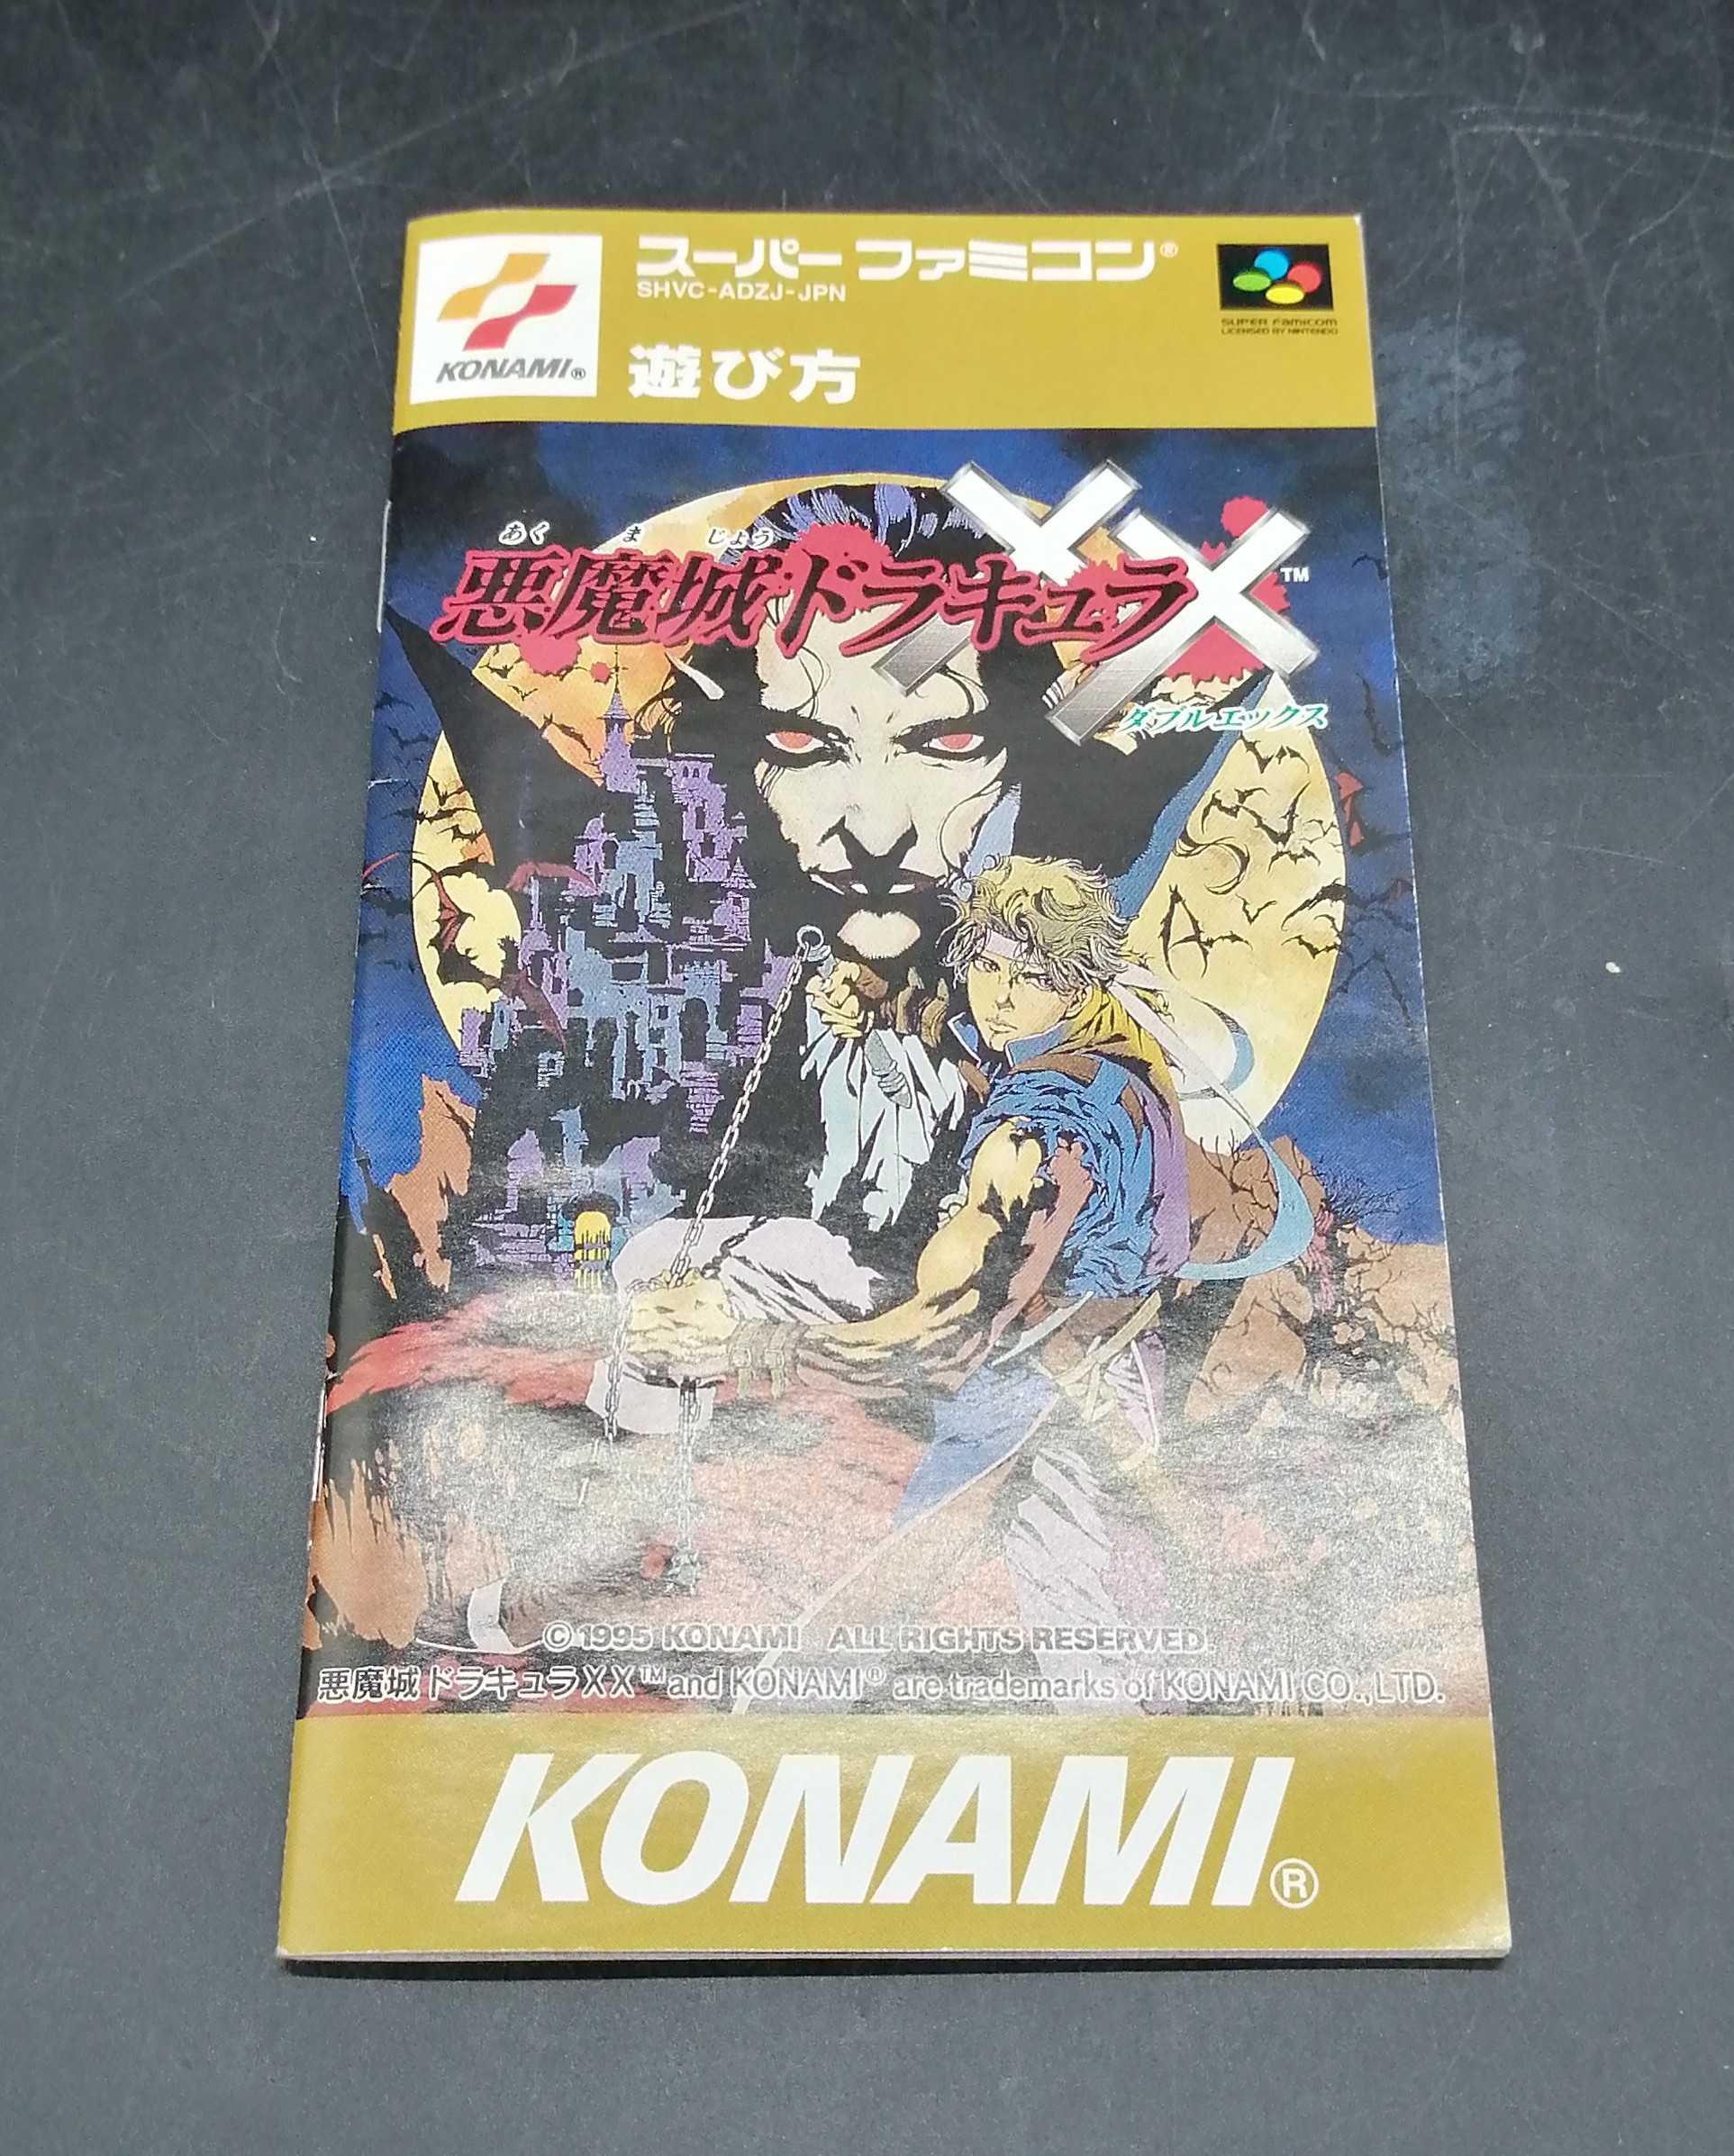 スーパーファミコン®
SHVC-ADZJ-JPN
SUPER FAMICOM
LICENSED BY NINTENDO
KONAMI®
遊び方
あく ま じょう
悪魔城ドラキュラXX™
ダブルエックス
© 1995 KONAMI ALL RIGHTS RESERVED.
悪魔城ドラキュラXX™ and KONAMI® are trademarks of KONAMI CO., LTD.
KONAMI®